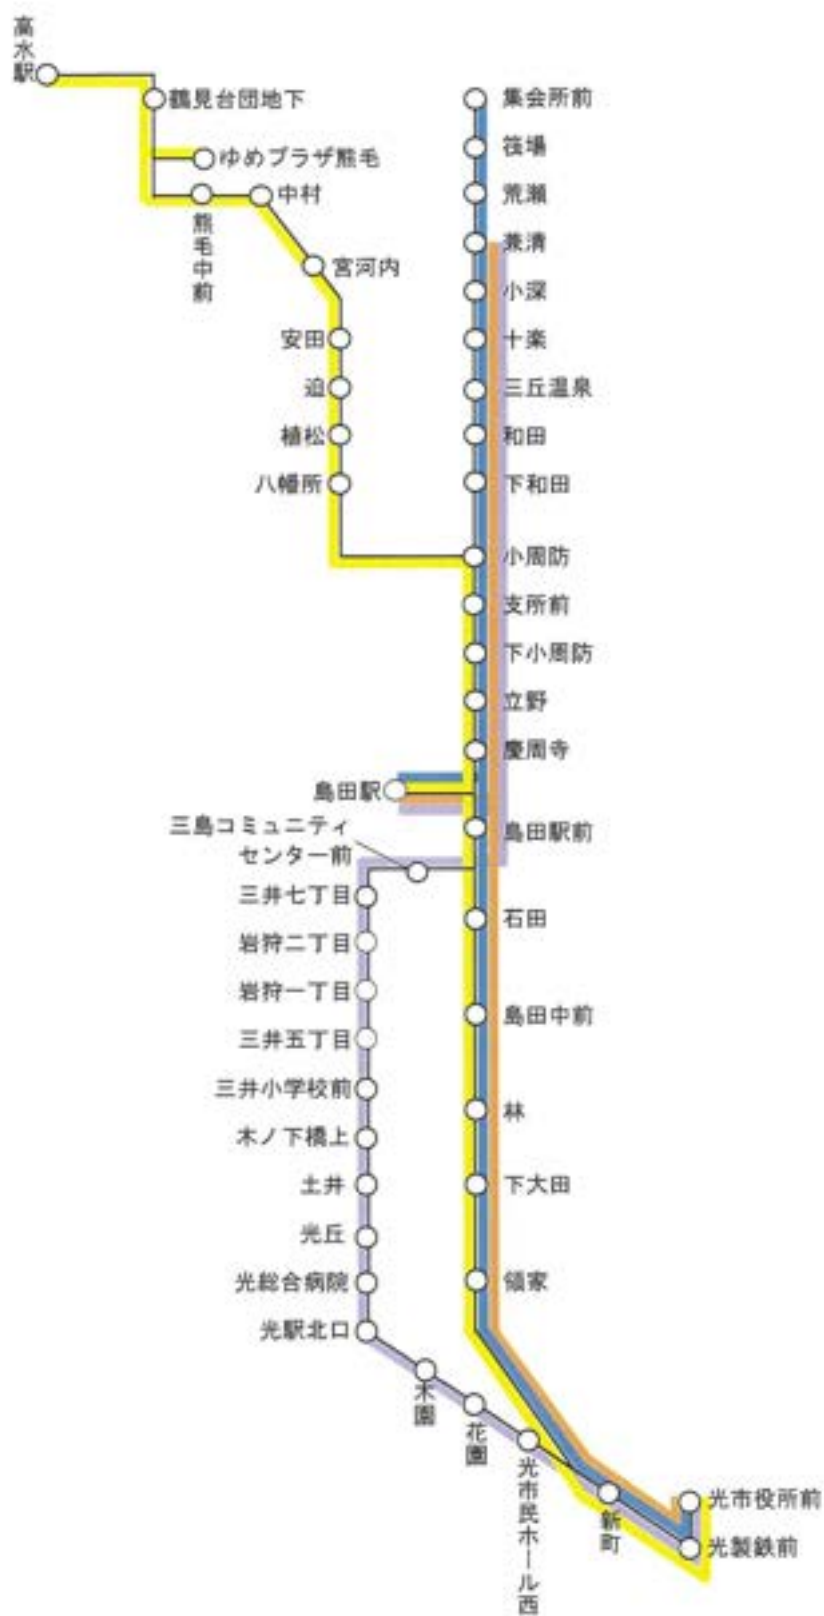 高水駅
鶴見台団地下
ゆめプラザ熊毛
熊毛中前
中村
宮河内
安田
迫
植松
八幡所
集会所前
筏場
荒瀬
兼清
小深
十楽
三丘温泉
和田
下和田
小周防
支所前
下小周防
立野
慶周寺
島田駅
島田駅前
三島コミュニティ
センター前
三井七丁目
岩狩二丁目
岩狩一丁目
三井五丁目
三井小学校前
木ノ下橋上
土井
光丘
光総合病院
光駅北口
木園
花園
光市民ホール西
石田
島田中前
林
下大田
領家
新町
光市役所前
光製鉄前